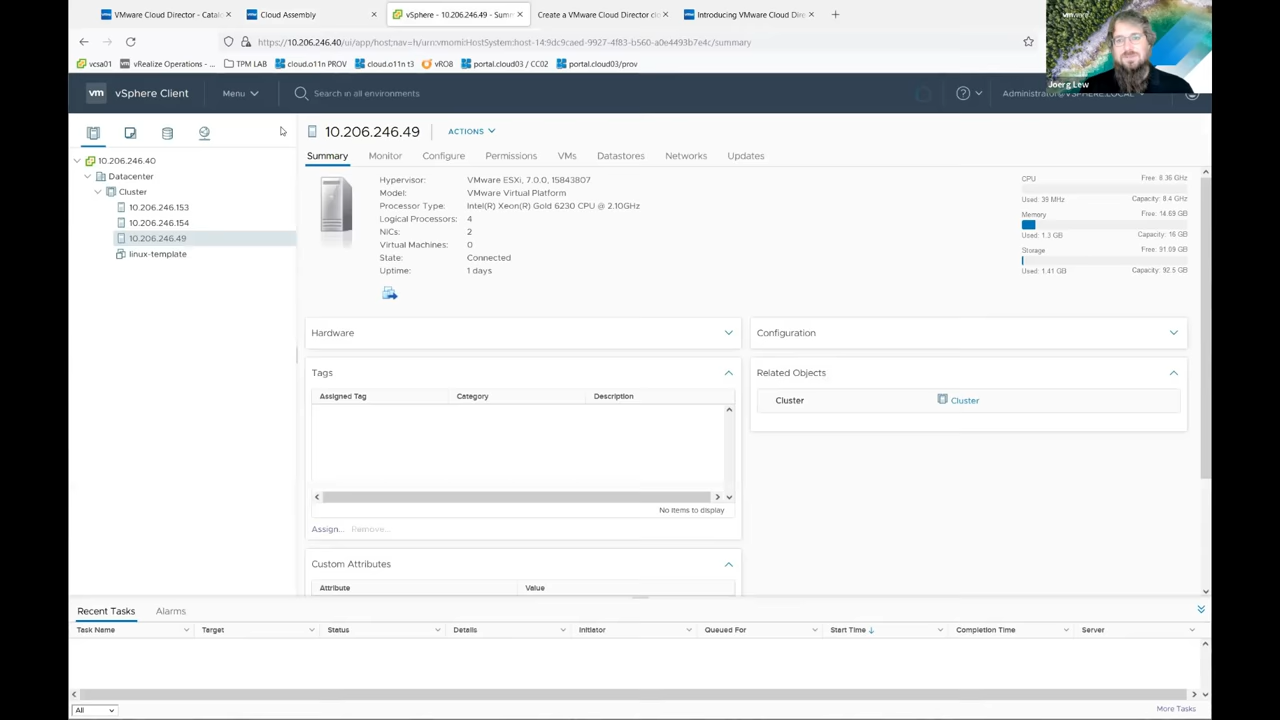 VMware Cloud Director - Catal
Cloud Assembly
vSphere - 10.206.246.49 - Summ
Create a VMware Cloud Director clo
Introducing VMware Cloud Dire
https://10.206.246.40/ui/app/host;nav=h/urn:vmomi:HostSystem:host-14:9dc9caed-9927-4f83-b560-a0e4493b7e4c/summary
vcsa01
vRealize Operations - ...
TPM LAB
cloud.o11n PROV
cloud.o11n t3
vRO8
portal.cloud03 / CC02
portal.cloud03/prov
vmware
Joerg Lew
vm vSphere Client
Menu
Search in all environments
Administrator@VSPHERE.LOCAL
10.206.246.49
ACTIONS
Summary Monitor Configure Permissions VMs Datastores Networks Updates
10.206.246.40
Datacenter
Cluster
10.206.246.153
10.206.246.154
10.206.246.49
linux-template
Hypervisor: VMware ESXi, 7.0.0, 15843807
Model: VMware Virtual Platform
Processor Type: Intel(R) Xeon(R) Gold 6230 CPU @ 2.10GHz
Logical Processors: 4
NICs: 2
Virtual Machines: 0
State: Connected
Uptime: 1 days
CPU Free: 8.36 GHz
Used: 39 MHz Capacity: 8.4 GHz
Memory Free: 14.69 GB
Used: 1.3 GB Capacity: 16 GB
Storage Free: 91.09 GB
Used: 1.41 GB Capacity: 92.5 GB
Hardware
Configuration
Tags
Assigned Tag Category Description
No items to display
Assign... Remove...
Related Objects
Cluster Cluster
Custom Attributes
Attribute Value
Recent Tasks Alarms
Task Name Target Status Details Initiator Queued For Start Time ↓ Completion Time Server
All
More Tasks